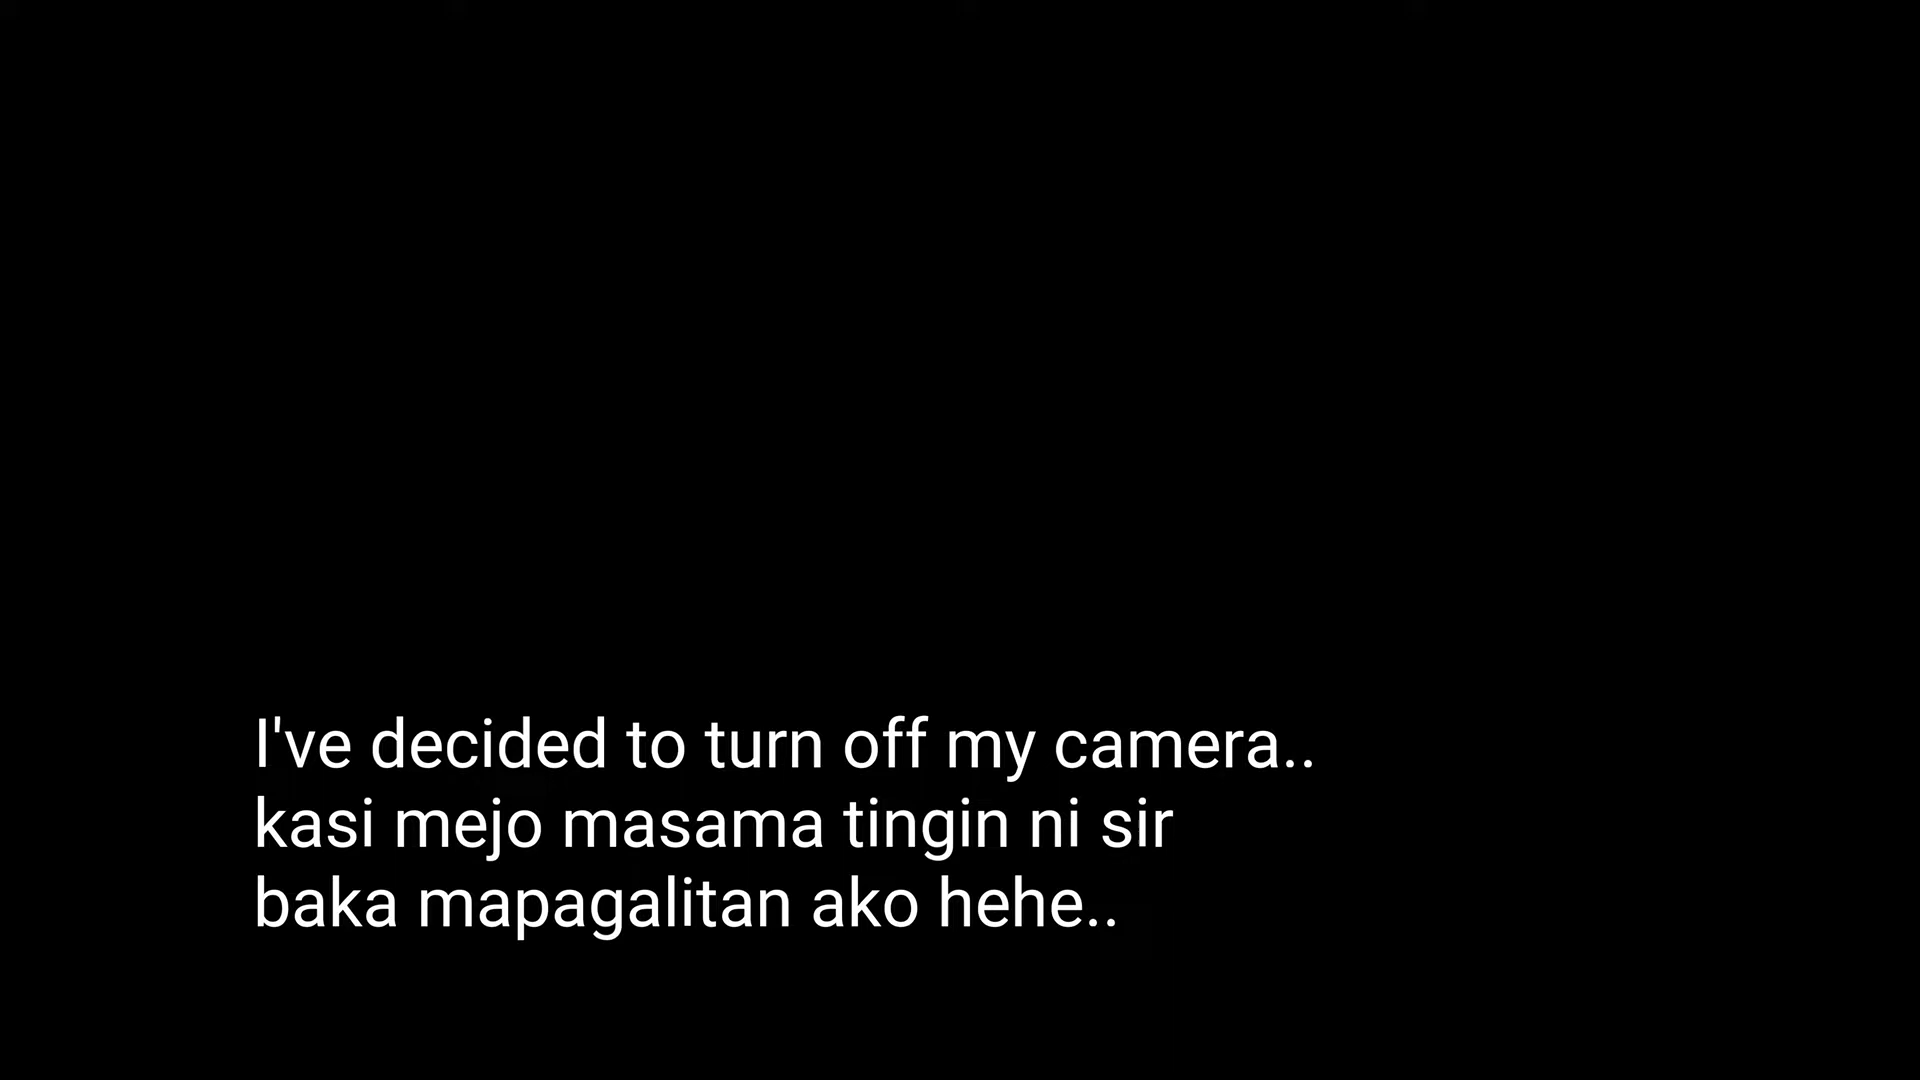 I've decided to turn off my camera..
kasi mejo masama tingin ni sir
baka mapagalitan ako hehe..